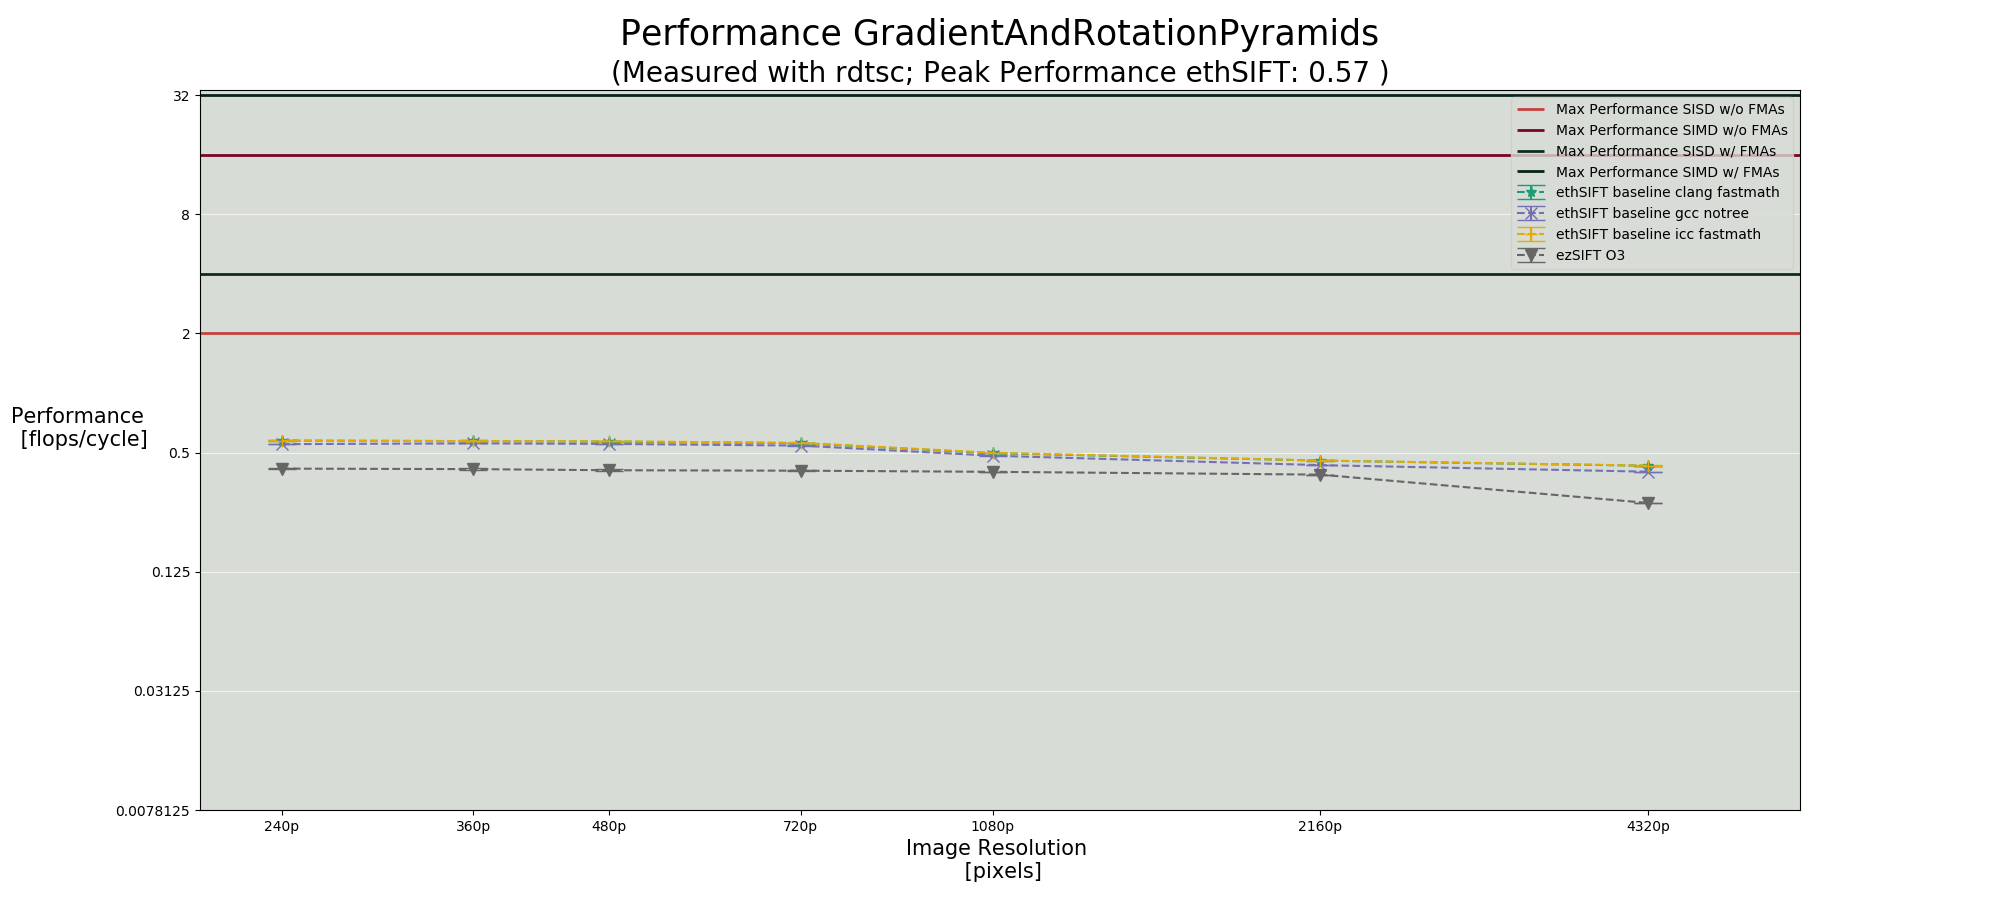 Performance GradientAndRotationPyramids
(Measured with rdtsc; Peak Performance ethSIFT: 0.57 )
32
8
2
0.5
0.125
0.03125
0.0078125
Performance
[flops/cycle]
Max Performance SISD w/o FMAs
Max Performance SIMD w/o FMAs
Max Performance SISD w/ FMAs
Max Performance SIMD w/ FMAs
ethSIFT baseline clang fastmath
ethSIFT baseline gcc notree
ethSIFT baseline icc fastmath
ezSIFT O3
240p 360p 480p 720p 1080p 2160p 4320p
Image Resolution
[pixels]